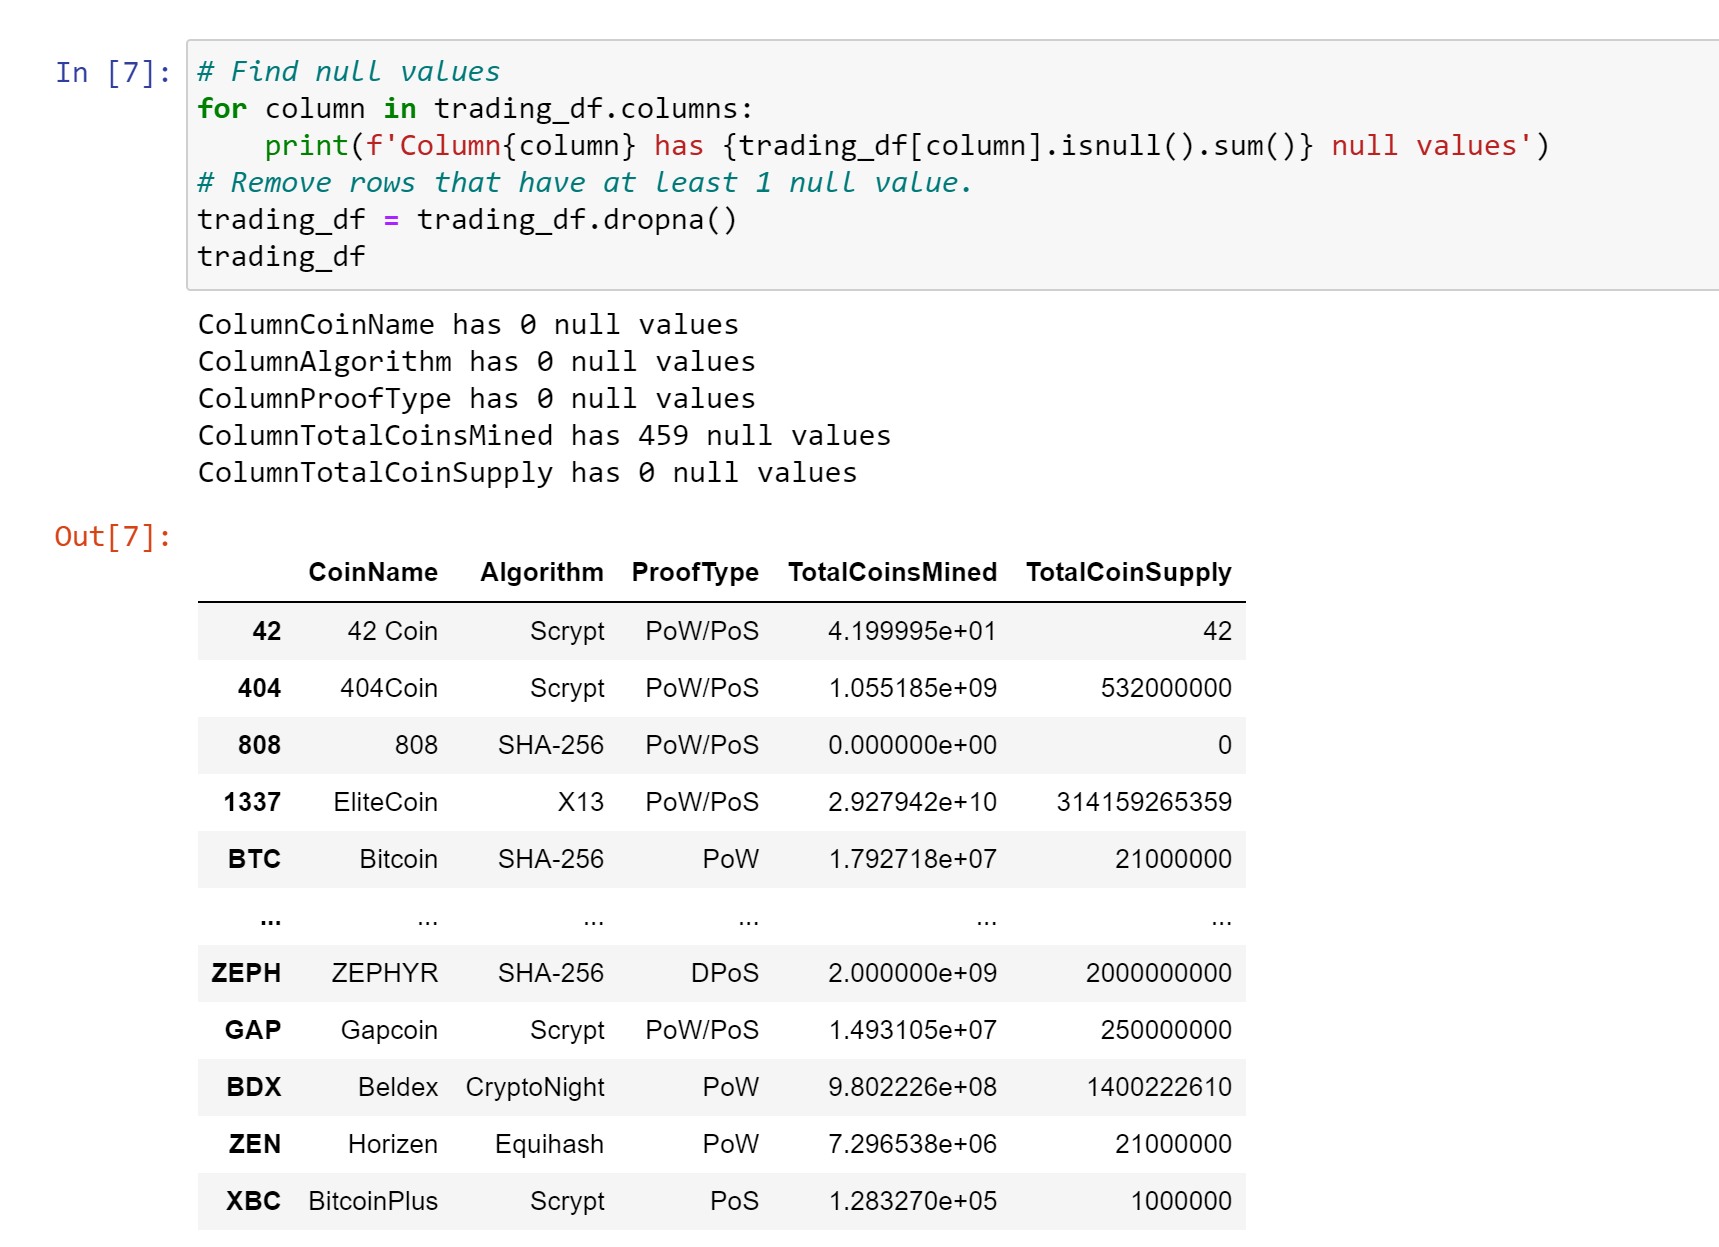 In [7]: # Find null values
for column in trading_df.columns:
    print(f'Column{column} has {trading_df[column].isnull().sum()} null values')
# Remove rows that have at least 1 null value.
trading_df = trading_df.dropna()
trading_df
ColumnCoinName has 0 null values
ColumnAlgorithm has 0 null values
ColumnProofType has 0 null values
ColumnTotalCoinsMined has 459 null values
ColumnTotalCoinSupply has 0 null values
Out[7]:
CoinName Algorithm ProofType TotalCoinsMined TotalCoinSupply
42 42 Coin Scrypt PoW/PoS 4.199995e+01 42
404 404Coin Scrypt PoW/PoS 1.055185e+09 532000000
808 808 SHA-256 PoW/PoS 0.000000e+00 0
1337 EliteCoin X13 PoW/PoS 2.927942e+10 314159265359
BTC Bitcoin SHA-256 PoW 1.792718e+07 21000000
... ... ... ... ... ...
ZEPH ZEPHYR SHA-256 DPoS 2.000000e+09 2000000000
GAP Gapcoin Scrypt PoW/PoS 1.493105e+07 250000000
BDX Beldex CryptoNight PoW 9.802226e+08 1400222610
ZEN Horizen Equihash PoW 7.296538e+06 21000000
XBC BitcoinPlus Scrypt PoS 1.283270e+05 1000000